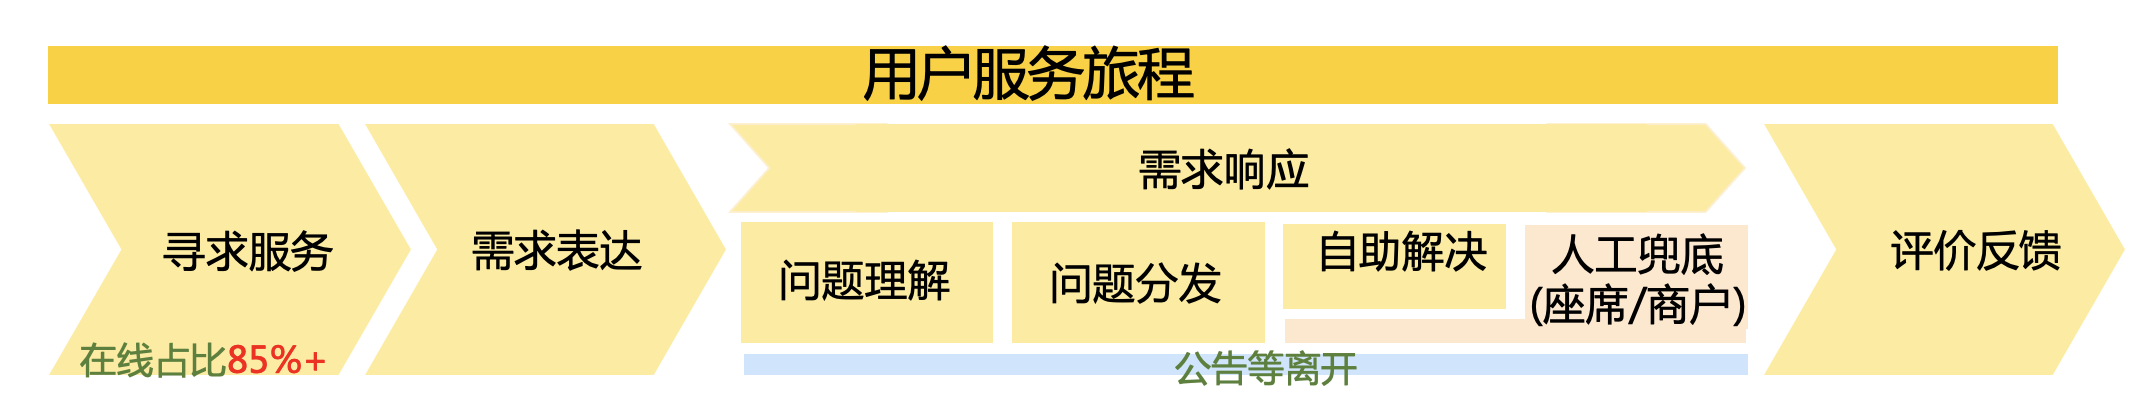 用户服务旅程
寻求服务
在线占比85%+
需求表达
需求响应
问题理解
问题分发
自助解决
人工兜底
(座席/商户)
公告等离开
评价反馈